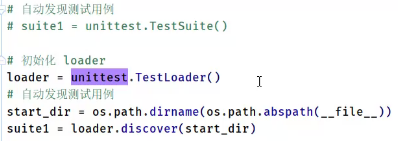 # 自动发现测试用例
# suite1 = unittest.TestSuite()
# 初始化 loader
loader = unittest.TestLoader()
# 自动发现测试用例
start_dir = os.path.dirname(os.path.abspath(__file__))
suite1 = loader.discover(start_dir)